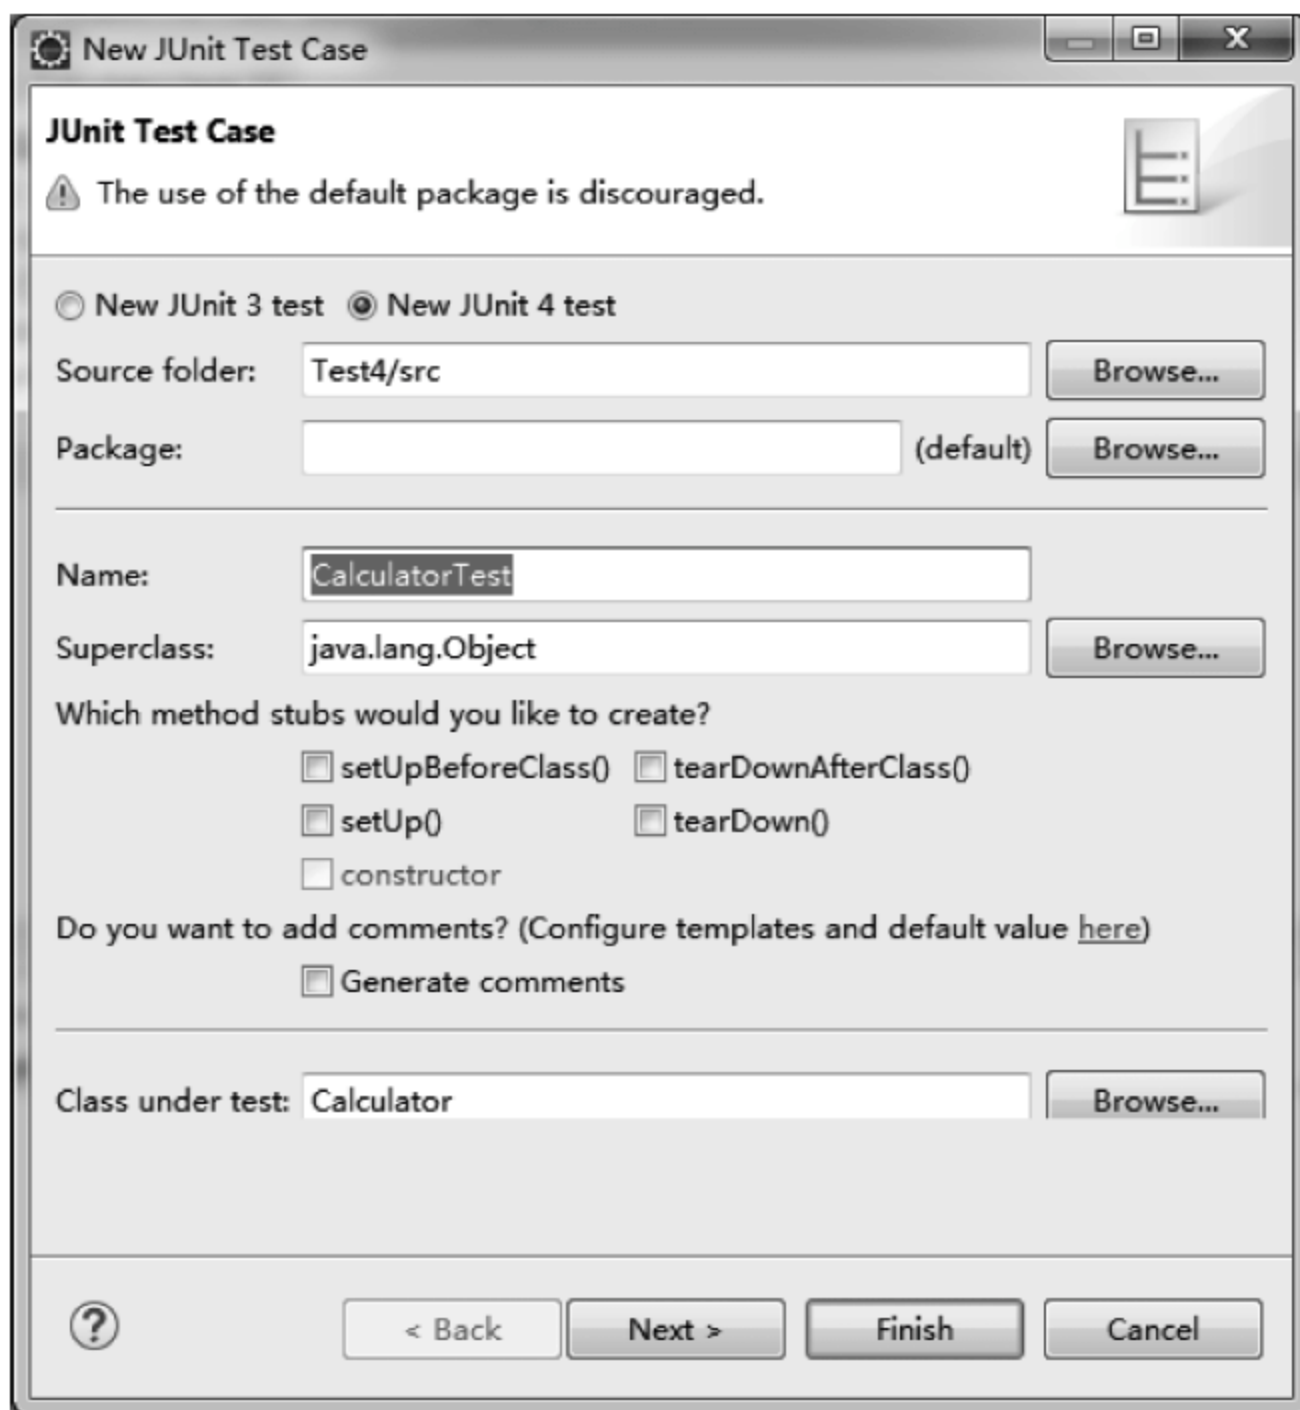 New JUnit Test Case
JUnit Test Case
The use of the default package is discouraged.
New JUnit 3 test New JUnit 4 test
Source folder: Test4/src Browse...
Package: (default) Browse...
Name: CalculatorTest
Superclass: java.lang.Object Browse...
Which method stubs would you like to create?
setUpBeforeClass() tearDownAfterClass()
setUp() tearDown()
constructor
Do you want to add comments? (Configure templates and default value here)
Generate comments
Class under test: Calculator Browse...
? < Back Next > Finish Cancel